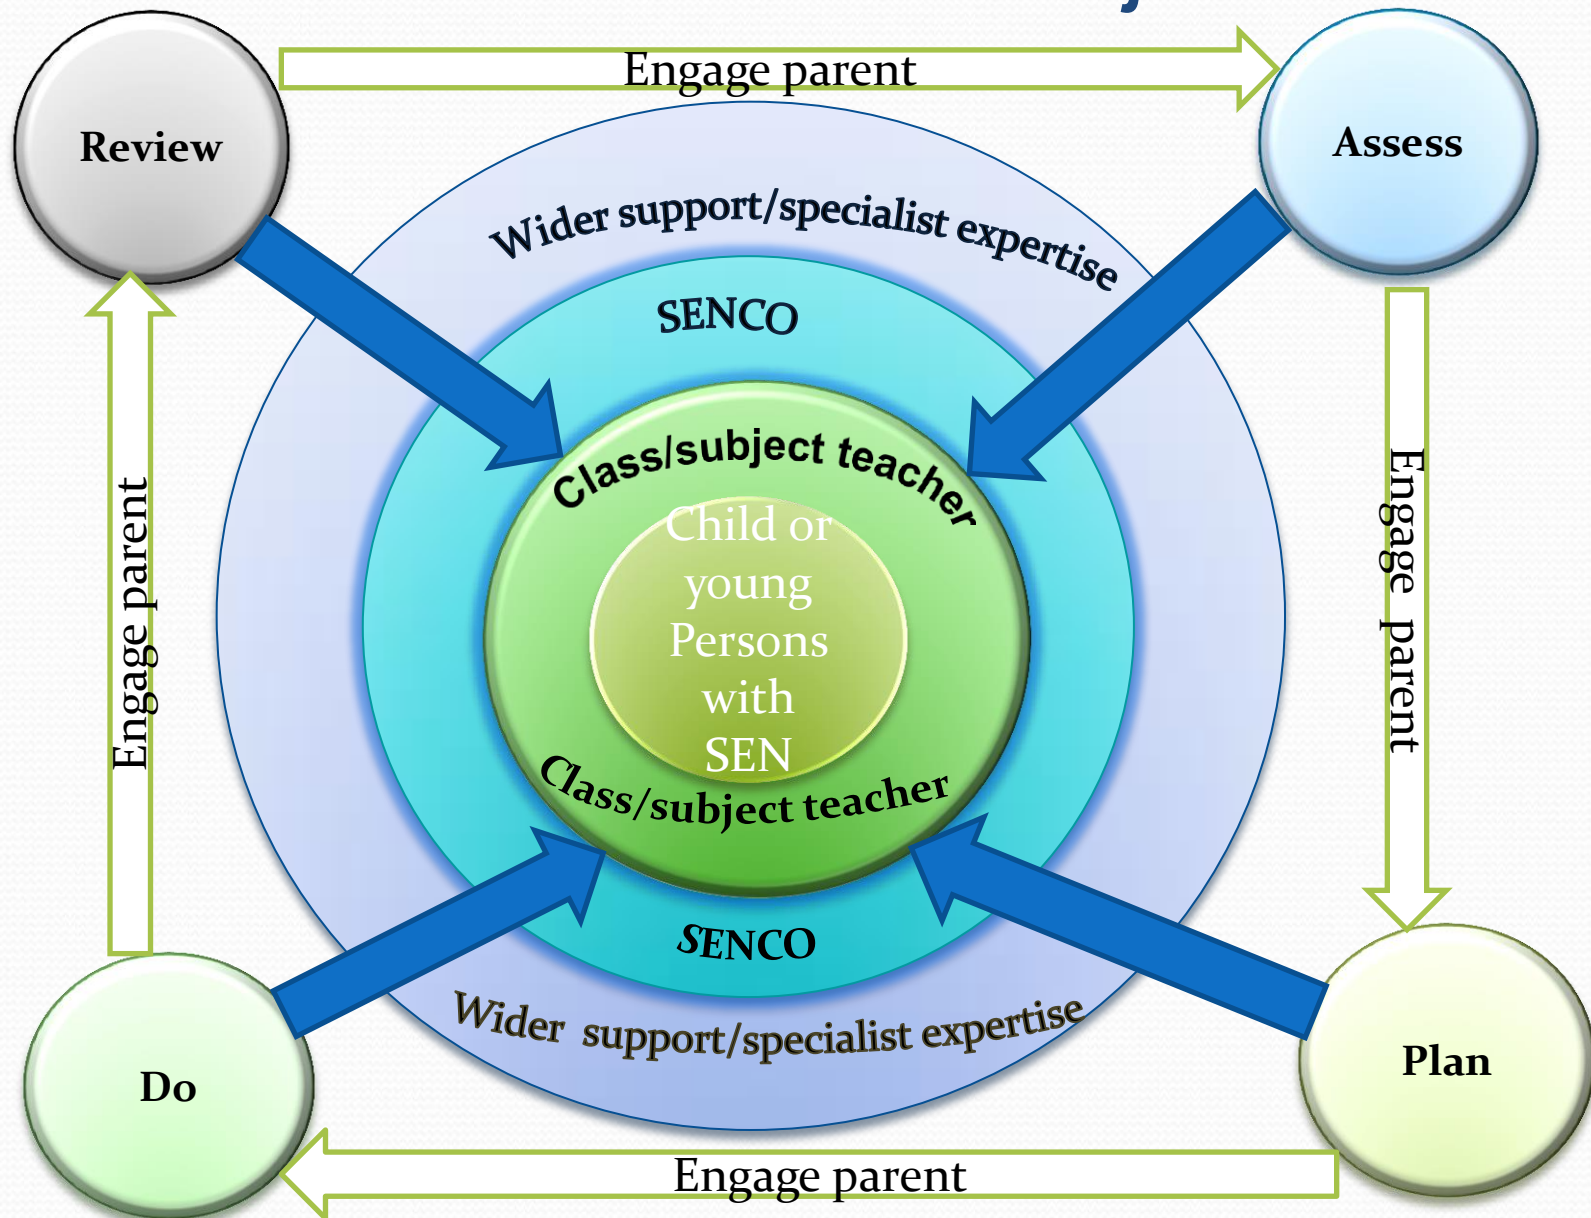 Engage parent
Review
Assess
Wider support/specialist expertise
SENCO
Class/subject teacher
Child or
young
Persons
with
SEN
Engage parent
Engage  parent
Class/subject teacher
SENCO
Wider  support/specialist expertise
Do
Plan
Engage parent